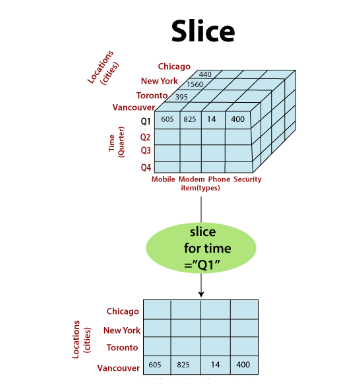 Slice
Locations
(cities)
Chicago
440
New York
1560
Toronto
395
Vancouver
Q1 605 825 14 400
Time
(Quarter)
Q2
Q3
Q4
Mobile Modem Phone Security
item(types)
slice
for time
="Q1"
Locations
(cities)
Chicago
New York
Toronto
Vancouver 605 825 14 400